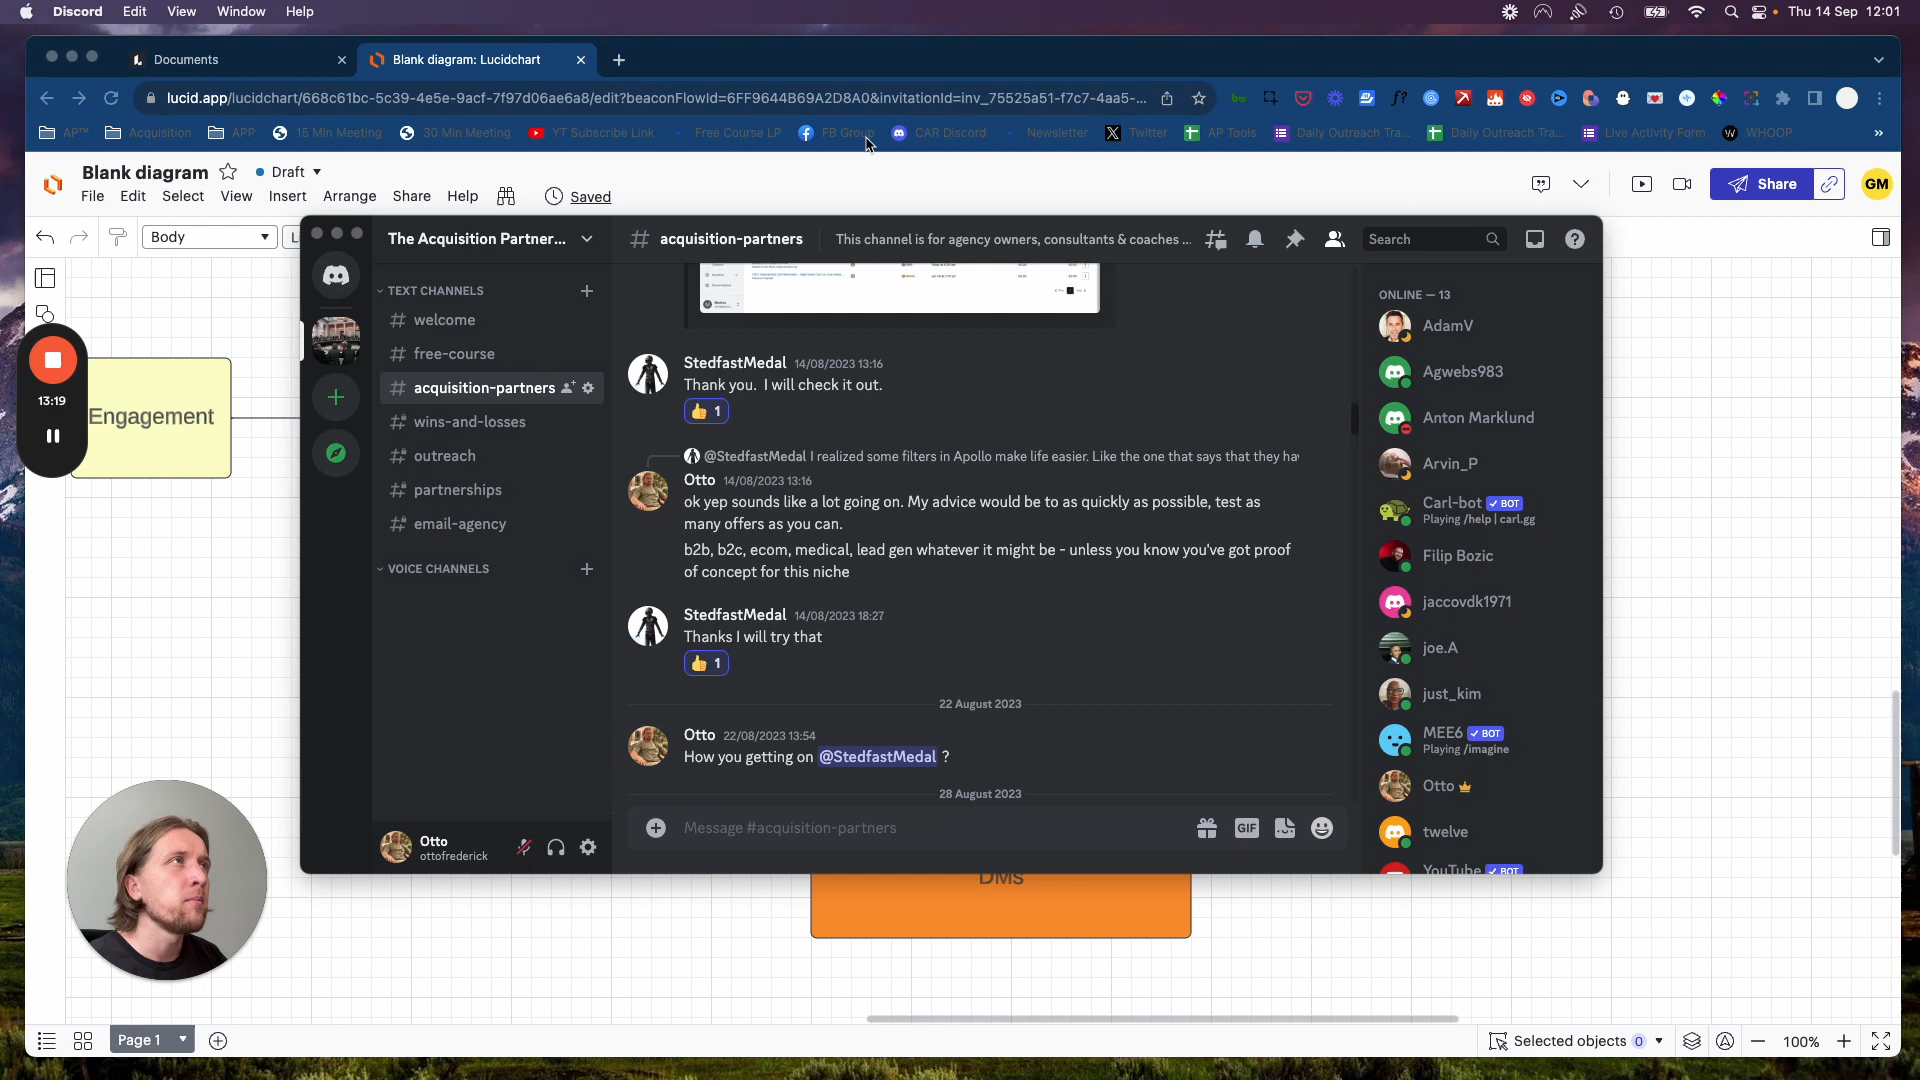 Discord Edit View Window Help
Thu 14 Sep 12:01
Documents
Blank diagram: Lucidchart
lucid.app/lucidchart/668c61bc-5c39-4e5e-9acf-7f97d06ae6a8/edit?beaconFlowId=6FF9644B69A2D8A0&invitationId=inv_75525a51-f7c7-4aa5-...
AP™ Acquisition APP 15 Min Meeting 30 Min Meeting YT Subscribe Link Free Course LP FB Group CAR Discord Newsletter Twitter AP Tools Daily Outreach Tra... Daily Outreach Tra... Live Activity Form WHOOP »
Blank diagram Draft
File Edit Select View Insert Arrange Share Help Saved
Share
GM
Body
13:19
Engagement
The Acquisition Partner...
TEXT CHANNELS
welcome
free-course
acquisition-partners
wins-and-losses
outreach
partnerships
email-agency
VOICE CHANNELS
Otto
ottofrederick
acquisition-partners This channel is for agency owners, consultants & coaches ...
Search
StedfastMedal 14/08/2023 13:16
Thank you. I will check it out.
1
@StedfastMedal I realized some filters in Apollo make life easier. Like the one that says that they hav
Otto 14/08/2023 13:16
ok yep sounds like a lot going on. My advice would be to as quickly as possible, test as
many offers as you can.
b2b, b2c, ecom, medical, lead gen whatever it might be - unless you know you've got proof
of concept for this niche
StedfastMedal 14/08/2023 18:27
Thanks I will try that
1
22 August 2023
Otto 22/08/2023 13:54
How you getting on @StedfastMedal ?
28 August 2023
Message #acquisition-partners
GIF
ONLINE — 13
AdamV
Agwebs983
Anton Marklund
Arvin_P
Carl-bot ✓ BOT
Playing /help | carl.gg
Filip Bozic
jaccovdk1971
joe.A
just_kim
MEE6 ✓ BOT
Playing /imagine
Otto
twelve
YouTube ✓ BOT
DMs
Page 1
Selected objects 0
100%